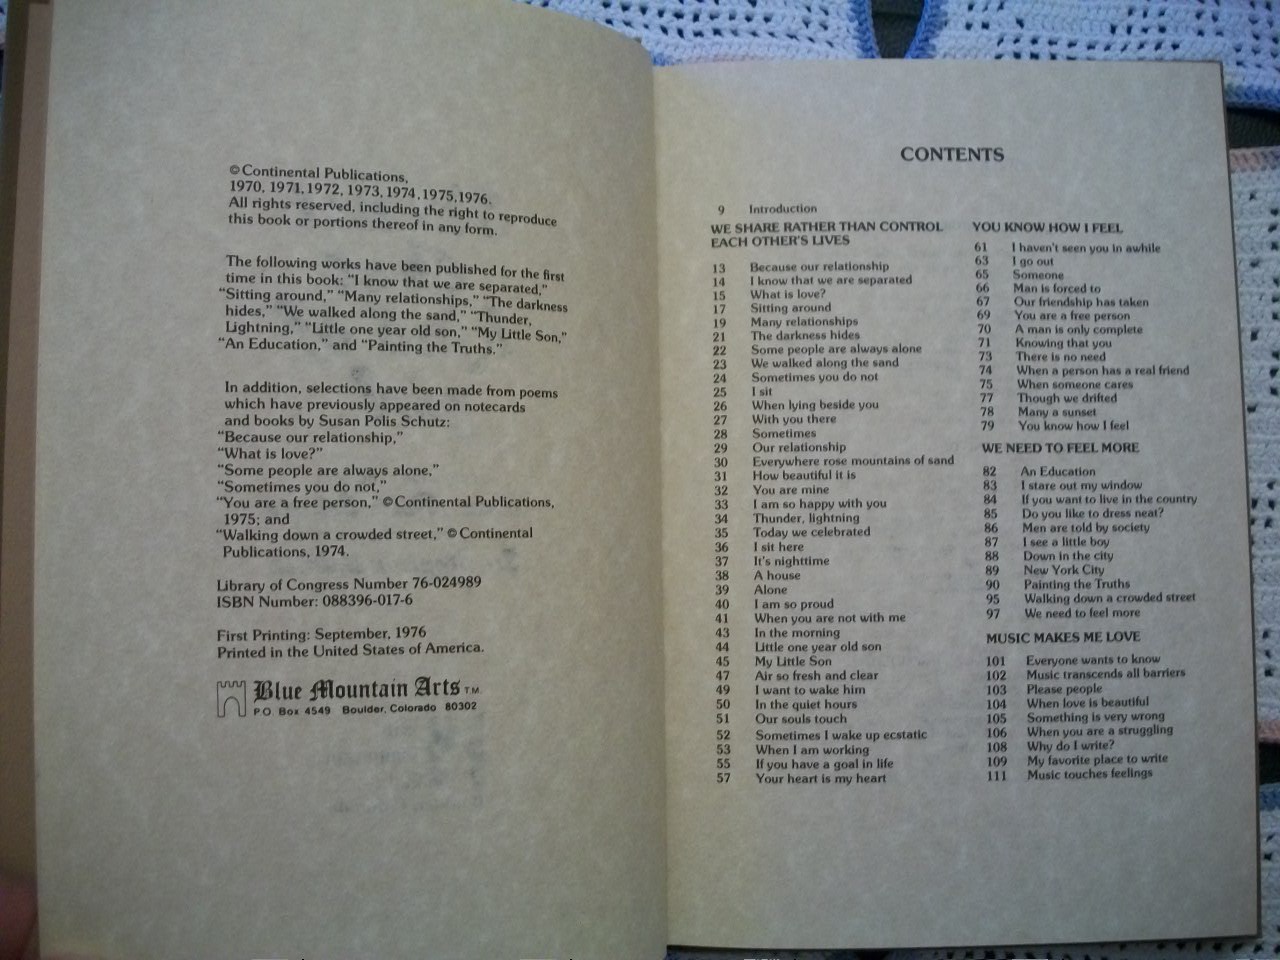 © Continental Publications,
1970, 1971, 1972, 1973, 1974, 1975, 1976.
All rights reserved, including the right to reproduce
this book or portions thereof in any form.
The following works have been published for the first
time in this book: "I know that we are separated,"
"Sitting around," "Many relationships," "The darkness
hides," "We walked along the sand," "Thunder,
Lightning," "Little one year old son," "My Little Son,"
"An Education," and "Painting the Truths."
In addition, selections have been made from poems
which have previously appeared on notecards
and books by Susan Polis Schutz:
"Because our relationship,"
"What is love?"
"Some people are always alone,"
"Sometimes you do not,"
"You are a free person," © Continental Publications,
1975; and
"Walking down a crowded street," © Continental
Publications, 1974.
Library of Congress Number 76-024989
ISBN Number: 088396-017-6
First Printing: September, 1976
Printed in the United States of America.
Blue Mountain Arts TM
P.O. Box 4549 Boulder, Colorado 80302
CONTENTS
9 Introduction
WE SHARE RATHER THAN CONTROL
EACH OTHER'S LIVES
13 Because our relationship
14 I know that we are separated
15 What is love?
17 Sitting around
19 Many relationships
21 The darkness hides
22 Some people are always alone
23 We walked along the sand
24 Sometimes you do not
25 I sit
26 When lying beside you
27 With you there
28 Sometimes
29 Our relationship
30 Everywhere rose mountains of sand
31 How beautiful it is
32 You are mine
33 I am so happy with you
34 Thunder, lightning
35 Today we celebrated
36 I sit here
37 It's nighttime
38 A house
39 Alone
40 I am so proud
41 When you are not with me
43 In the morning
44 Little one year old son
45 My Little Son
47 Air so fresh and clear
49 I want to wake him
50 In the quiet hours
51 Our souls touch
52 Sometimes I wake up ecstatic
53 When I am working
55 If you have a goal in life
57 Your heart is my heart
YOU KNOW HOW I FEEL
61 I haven't seen you in awhile
63 I go out
65 Someone
66 Man is forced to
67 Our friendship has taken
69 You are a free person
70 A man is only complete
71 Knowing that you
73 There is no need
74 When a person has a real friend
75 When someone cares
77 Though we drifted
78 Many a sunset
79 You know how I feel
WE NEED TO FEEL MORE
82 An Education
83 I stare out my window
84 If you want to live in the country
85 Do you like to dress neat?
86 Men are told by society
87 I see a little boy
88 Down in the city
89 New York City
90 Painting the Truths
95 Walking down a crowded street
97 We need to feel more
MUSIC MAKES ME LOVE
101 Everyone wants to know
102 Music transcends all barriers
103 Please people
104 When love is beautiful
105 Something is very wrong
106 When you are a struggling
108 Why do I write?
109 My favorite place to write
111 Music touches feelings